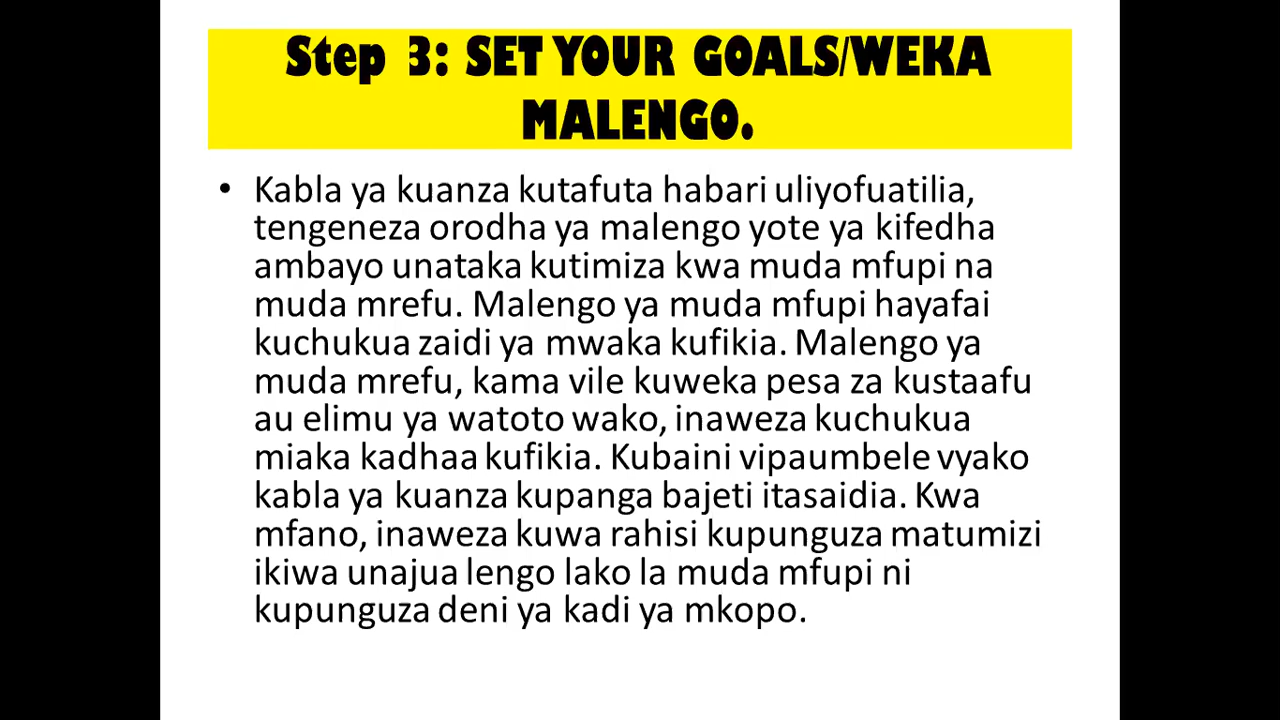 Step 3: SET YOUR GOALS/WEKA
MALENGO.
• Kabla ya kuanza kutafuta habari uliyofuatilia,
tengeneza orodha ya malengo yote ya kifedha
ambayo unataka kutimiza kwa muda mfupi na
muda mrefu. Malengo ya muda mfupi hayafai
kuchukua zaidi ya mwaka kufikia. Malengo ya
muda mrefu, kama vile kuweka pesa za kustaafu
au elimu ya watoto wako, inaweza kuchukua
miaka kadhaa kufikia. Kubaini vipaumbele vyako
kabla ya kuanza kupanga bajeti itasaidia. Kwa
mfano, inaweza kuwa rahisi kupunguza matumizi
ikiwa unajua lengo lako la muda mfupi ni
kupunguza deni ya kadi ya mkopo.